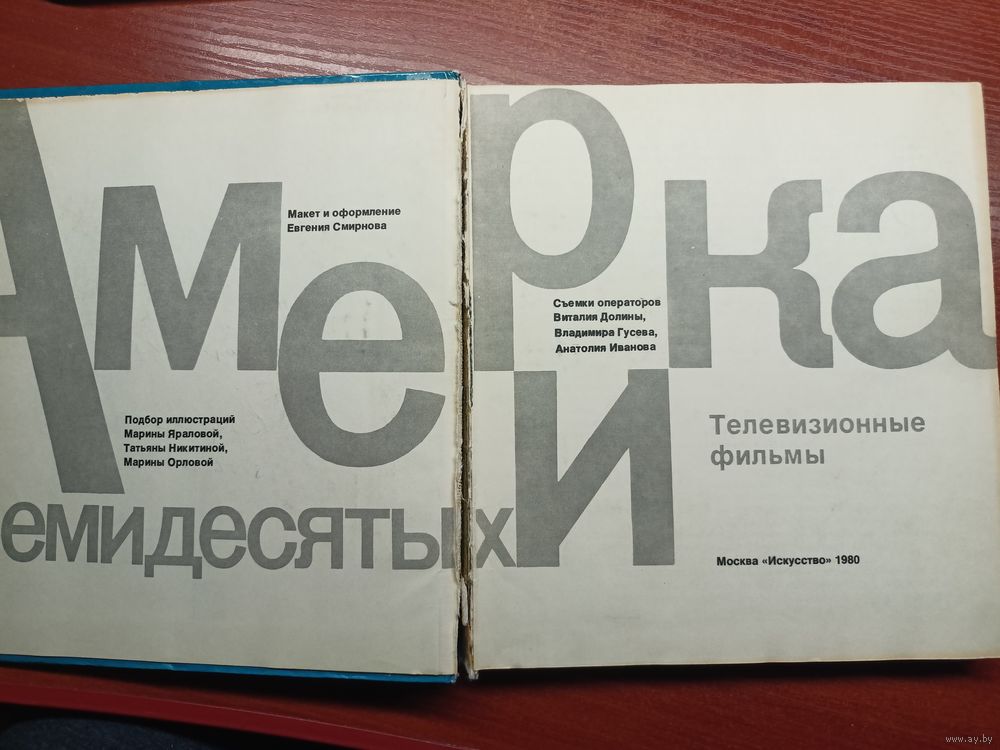 Америка
емидесятых
Макет и оформление
Евгения Смирнова
Подбор иллюстраций
Марины Яраловой,
Татьяны Никитиной,
Марины Орловой
Съемки операторов
Виталия Долины,
Владимира Гусева,
Анатолия Иванова
Телевизионные
фильмы
Москва «Искусство» 1980
www.ay.by